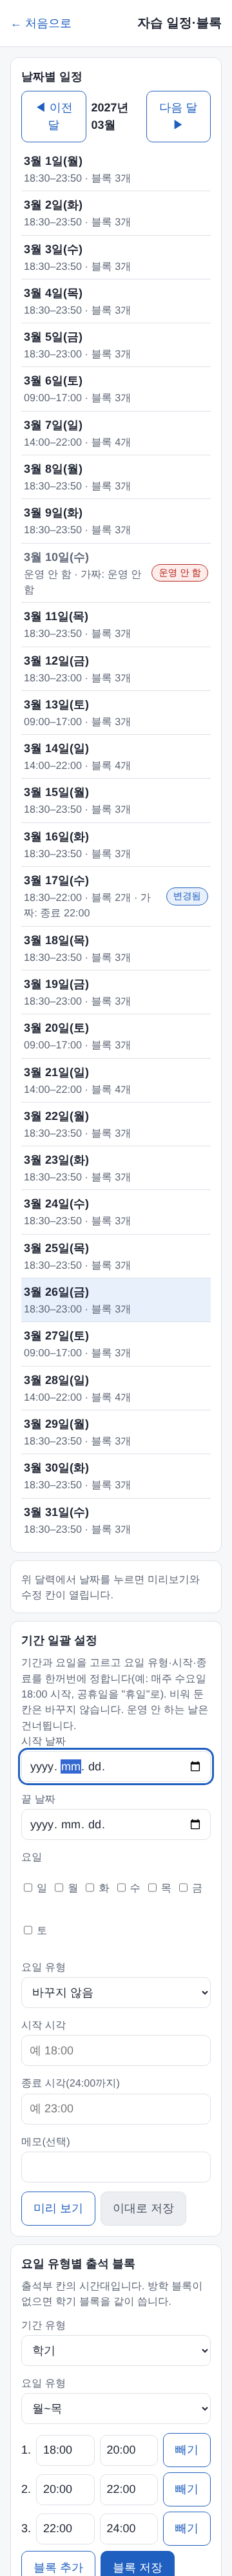 ← 처음으로
자습 일정·블록
날짜별 일정
◀ 이전
달
2027년
03월
다음 달
▶
3월 1일(월)
18:30–23:50 · 블록 3개
3월 2일(화)
18:30–23:50 · 블록 3개
3월 3일(수)
18:30–23:50 · 블록 3개
3월 4일(목)
18:30–23:50 · 블록 3개
3월 5일(금)
18:30–23:00 · 블록 3개
3월 6일(토)
09:00–17:00 · 블록 3개
3월 7일(일)
14:00–22:00 · 블록 4개
3월 8일(월)
18:30–23:50 · 블록 3개
3월 9일(화)
18:30–23:50 · 블록 3개
3월 10일(수)
운영 안 함 · 가짜: 운영 안
함
운영 안 함
3월 11일(목)
18:30–23:50 · 블록 3개
3월 12일(금)
18:30–23:00 · 블록 3개
3월 13일(토)
09:00–17:00 · 블록 3개
3월 14일(일)
14:00–22:00 · 블록 4개
3월 15일(월)
18:30–23:50 · 블록 3개
3월 16일(화)
18:30–23:50 · 블록 3개
3월 17일(수)
18:30–22:00 · 블록 2개 · 가
짜: 종료 22:00
변경됨
3월 18일(목)
18:30–23:50 · 블록 3개
3월 19일(금)
18:30–23:00 · 블록 3개
3월 20일(토)
09:00–17:00 · 블록 3개
3월 21일(일)
14:00–22:00 · 블록 4개
3월 22일(월)
18:30–23:50 · 블록 3개
3월 23일(화)
18:30–23:50 · 블록 3개
3월 24일(수)
18:30–23:50 · 블록 3개
3월 25일(목)
18:30–23:50 · 블록 3개
3월 26일(금)
18:30–23:00 · 블록 3개
3월 27일(토)
09:00–17:00 · 블록 3개
3월 28일(일)
14:00–22:00 · 블록 4개
3월 29일(월)
18:30–23:50 · 블록 3개
3월 30일(화)
18:30–23:50 · 블록 3개
3월 31일(수)
18:30–23:50 · 블록 3개
위 달력에서 날짜를 누르면 미리보기와
수정 칸이 열립니다.
기간 일괄 설정
기간과 요일을 고르고 요일 유형·시작·종
료를 한꺼번에 정합니다(예: 매주 수요일
18:00 시작, 공휴일을 "휴일"로). 비워 둔
칸은 바꾸지 않습니다. 운영 안 하는 날은
건너뜁니다.
시작 날짜
yyyy. mm. dd.
끝 날짜
yyyy. mm. dd.
요일
일 월 화 수 목 금
토
요일 유형
바꾸지 않음
시작 시각
예 18:00
종료 시각(24:00까지)
예 23:00
메모(선택)
미리 보기
이대로 저장
요일 유형별 출석 블록
출석부 칸의 시간대입니다. 방학 블록이
없으면 학기 블록을 같이 씁니다.
기간 유형
학기
요일 유형
월~목
1. 18:00 20:00 빼기
2. 20:00 22:00 빼기
3. 22:00 24:00 빼기
블록 추가
블록 저장